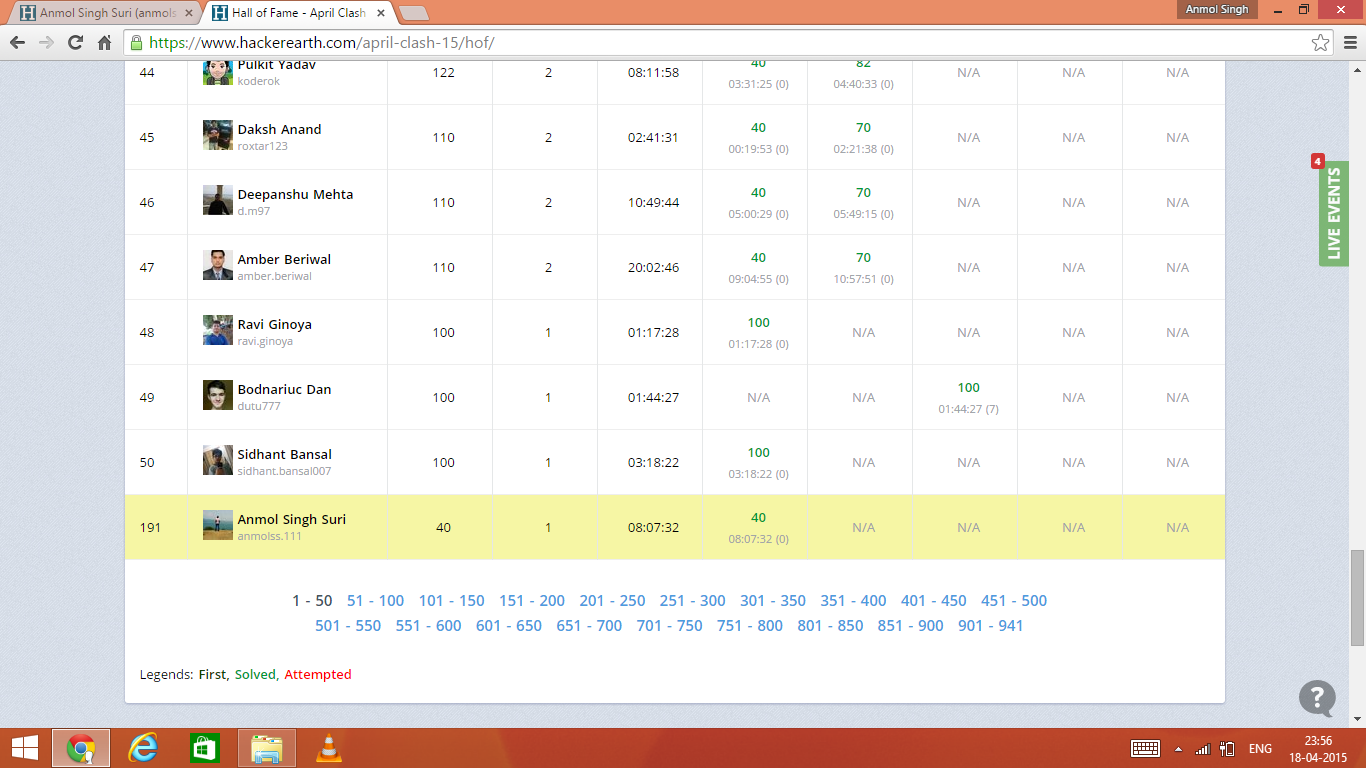 Anmol Singh Suri (anmols
Hall of Fame - April Clash
Anmol Singh
https://www.hackerearth.com/april-clash-15/hof/
44 Pulkit Yadav 122 2 08:11:58 40 82 N/A N/A N/A
koderok 03:31:25 (0) 04:40:33 (0)
45 Daksh Anand 110 2 02:41:31 40 70 N/A N/A N/A
roxtar123 00:19:53 (0) 02:21:38 (0)
46 Deepanshu Mehta 110 2 10:49:44 40 70 N/A N/A N/A
d.m97 05:00:29 (0) 05:49:15 (0)
47 Amber Beriwal 110 2 20:02:46 40 70 N/A N/A N/A
amber.beriwal 09:04:55 (0) 10:57:51 (0)
48 Ravi Ginoya 100 1 01:17:28 100 N/A N/A N/A N/A
ravi.ginoya 01:17:28 (0)
49 Bodnariuc Dan 100 1 01:44:27 N/A N/A 100 N/A N/A
dutu777 01:44:27 (7)
50 Sidhant Bansal 100 1 03:18:22 100 N/A N/A N/A N/A
sidhant.bansal007 03:18:22 (0)
191 Anmol Singh Suri 40 1 08:07:32 40 N/A N/A N/A N/A
anmolss.111 08:07:32 (0)
1 - 50 51 - 100 101 - 150 151 - 200 201 - 250 251 - 300 301 - 350 351 - 400 401 - 450 451 - 500
501 - 550 551 - 600 601 - 650 651 - 700 701 - 750 751 - 800 801 - 850 851 - 900 901 - 941
Legends: First, Solved, Attempted
4
LIVE EVENTS
?
ENG
23:56
18-04-2015